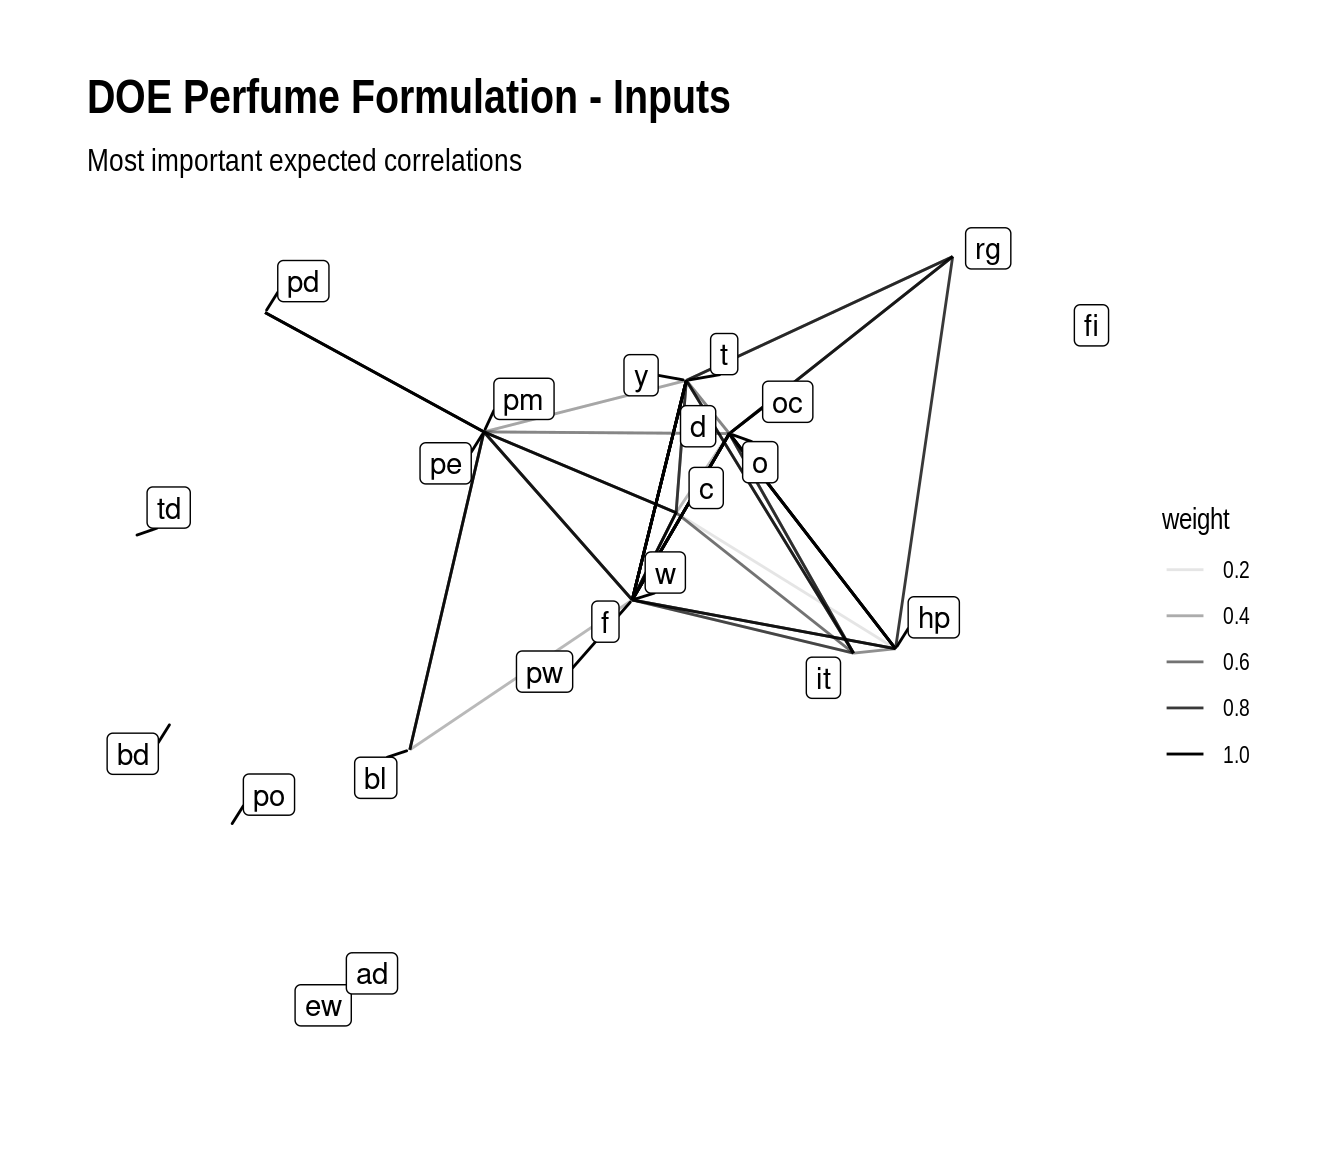 DOE Perfume Formulation - Inputs
Most important expected correlations
rg
pd
fi
t
y
pm
oc
d
pe
o
c
td
weight
0.2
w
0.4
hp
f
0.6
pw
it
0.8
bd
1.0
bl
po
ad
ew